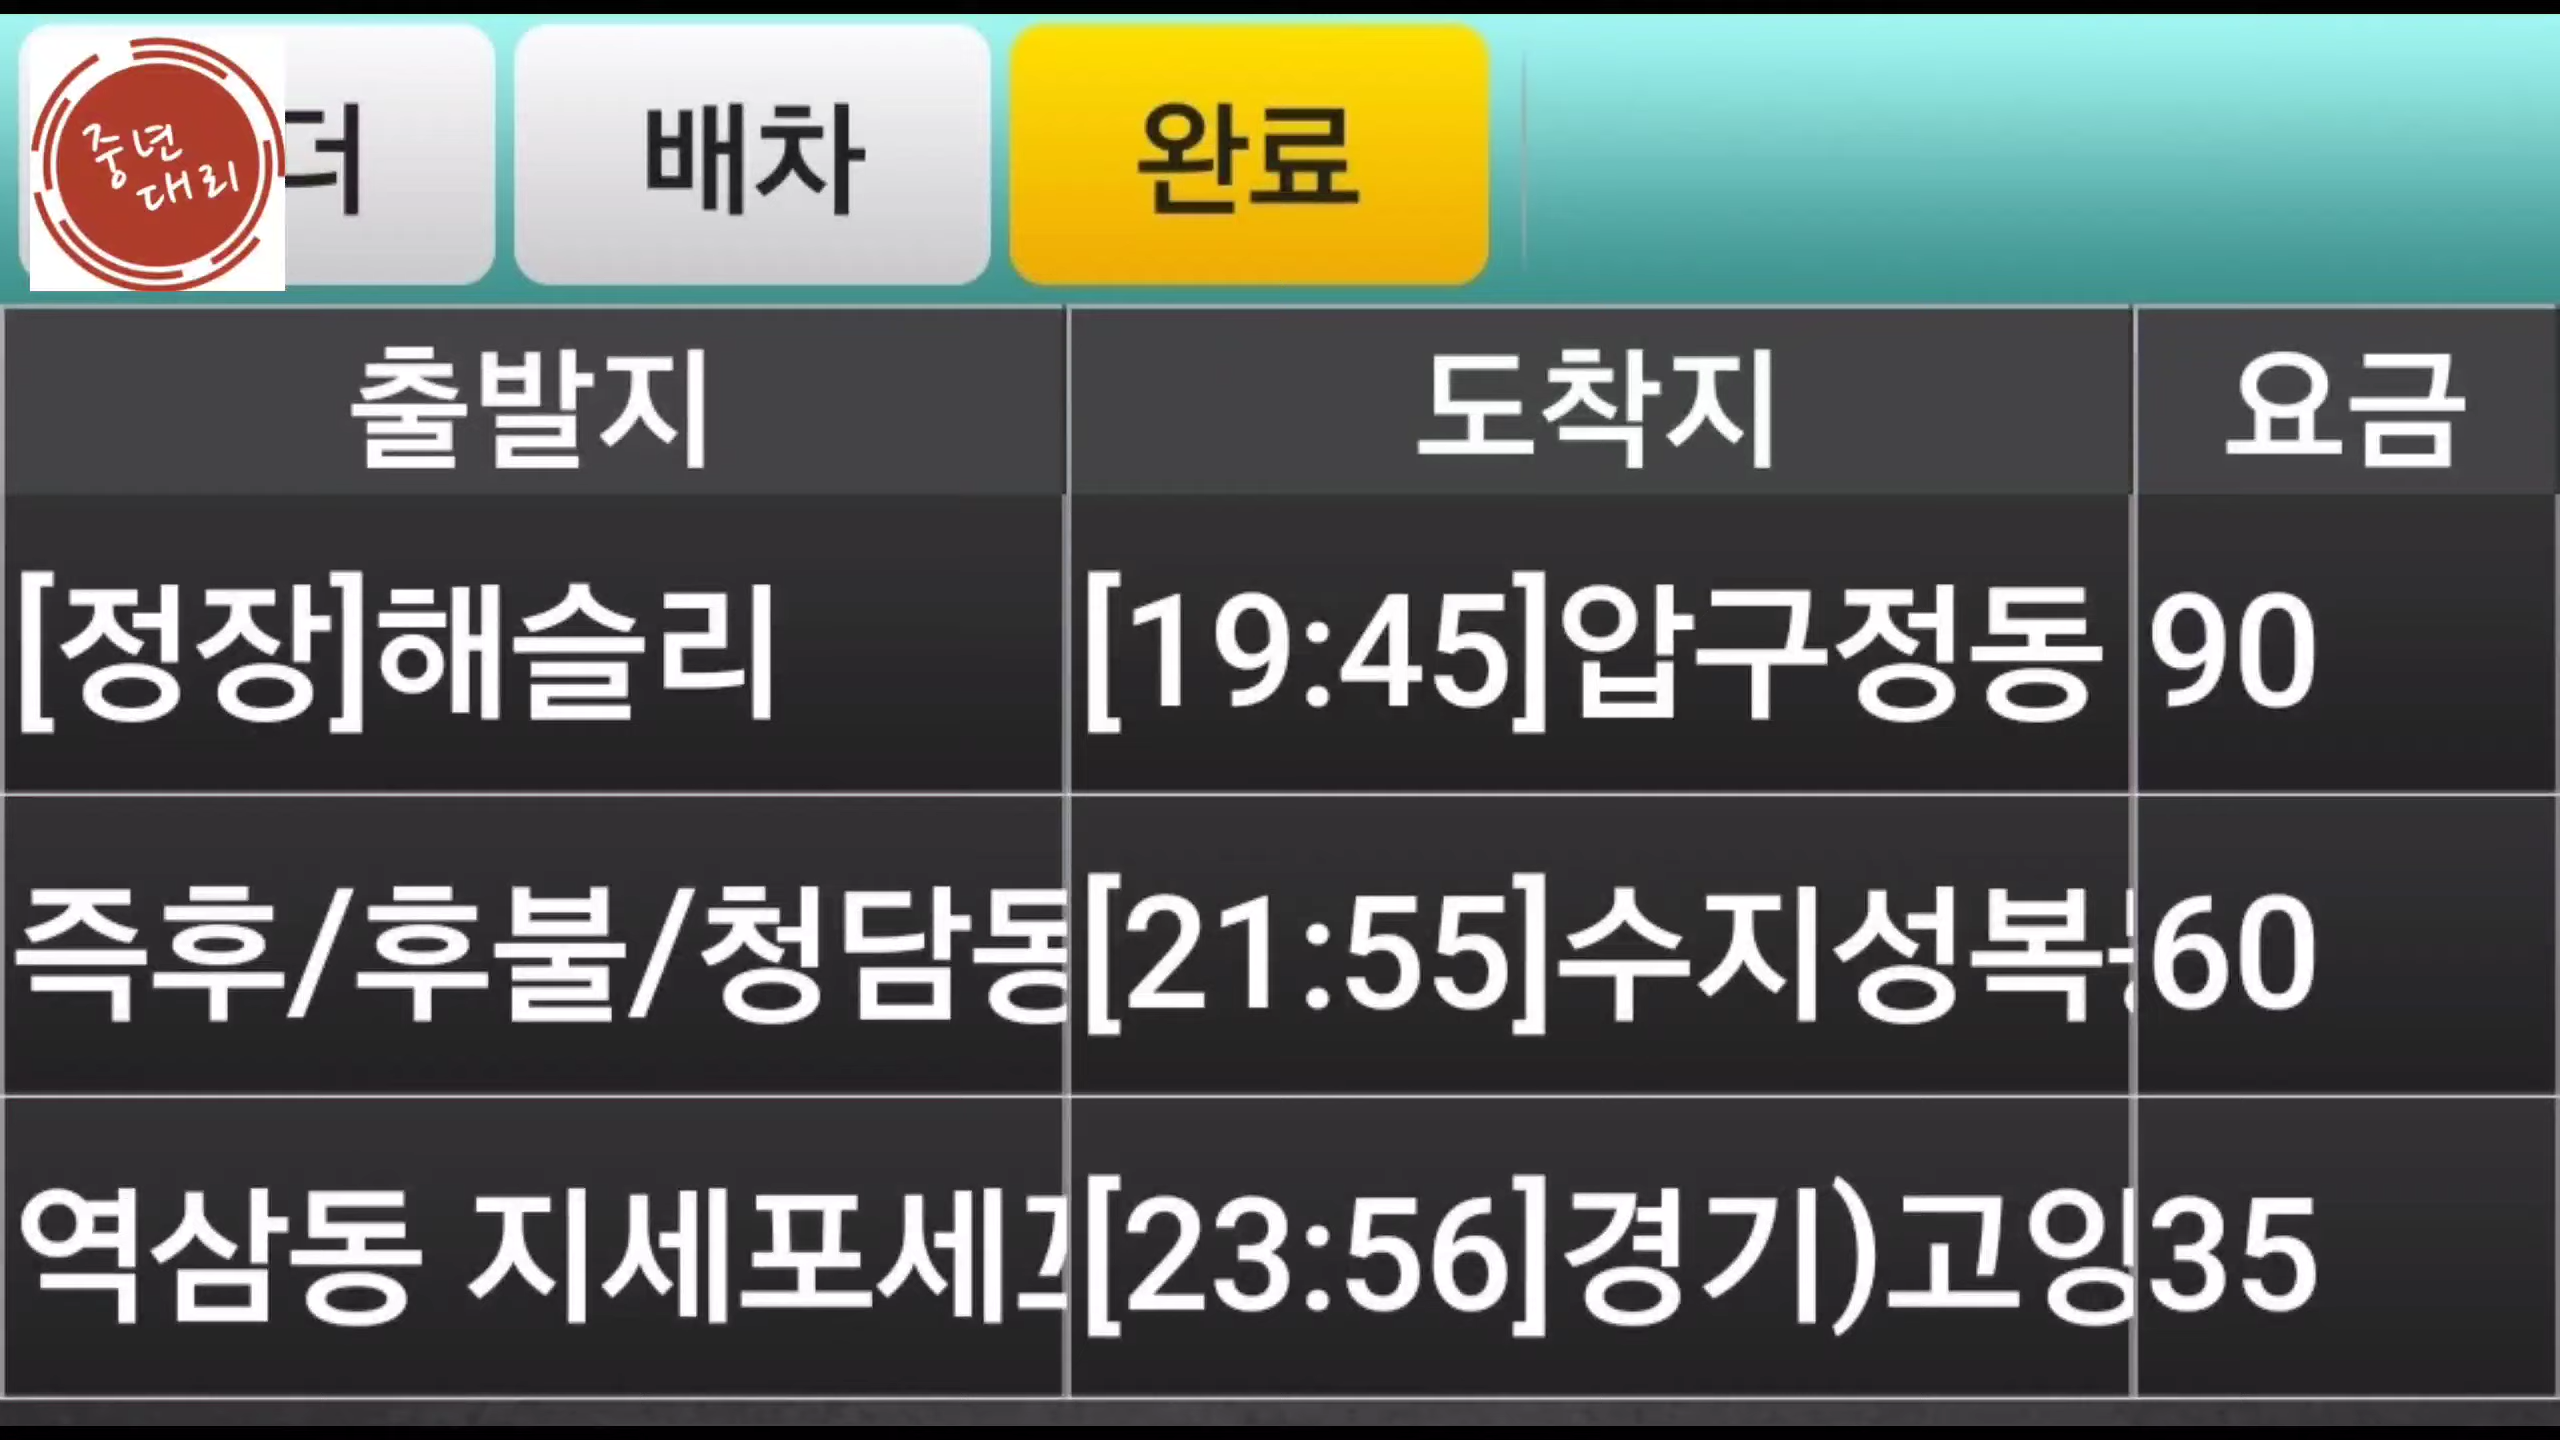 중년
대리
더
배차
완료
출발지 도착지 요금
[정장]해슬리 [19:45]압구정동 90
즉후/후불/청담동 [21:55]수지성복 60
역삼동 지세포세꼬 [23:56]경기)고양 35